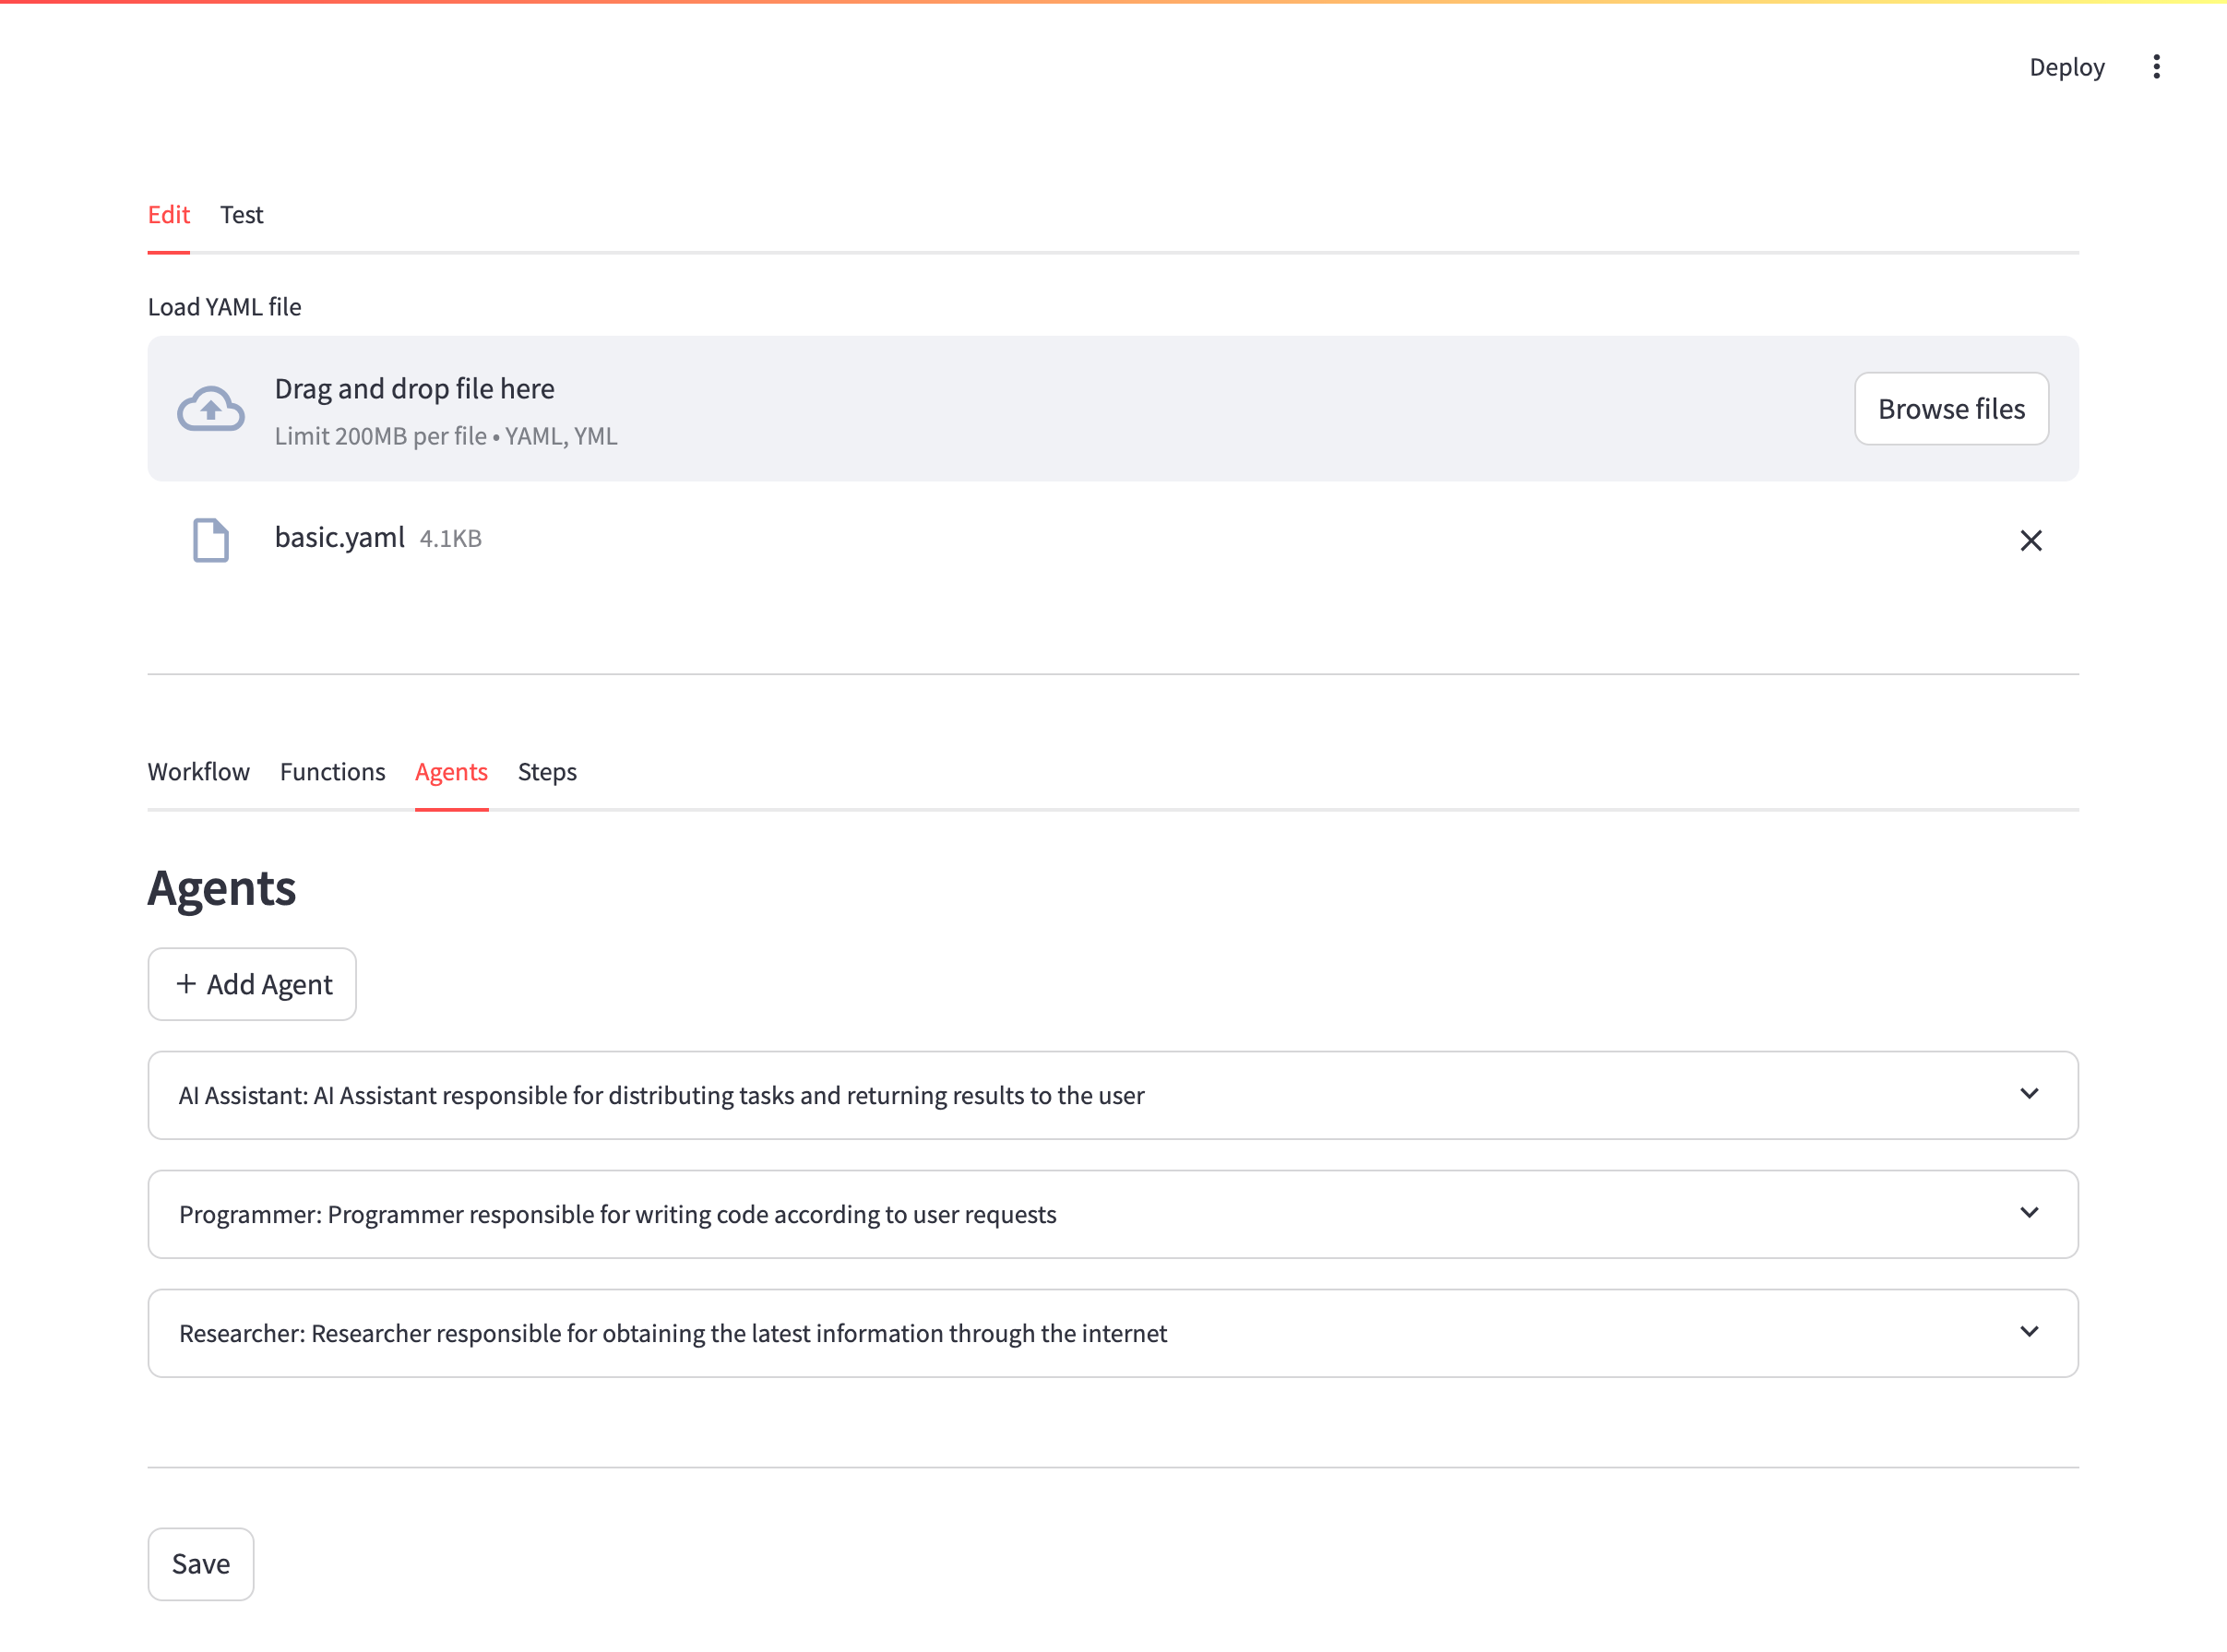 Deploy
Edit Test
Load YAML file
Drag and drop file here
Limit 200MB per file • YAML, YML
Browse files
basic.yaml 4.1KB
Workflow Functions Agents Steps
Agents
+ Add Agent
AI Assistant: AI Assistant responsible for distributing tasks and returning results to the user
Programmer: Programmer responsible for writing code according to user requests
Researcher: Researcher responsible for obtaining the latest information through the internet
Save